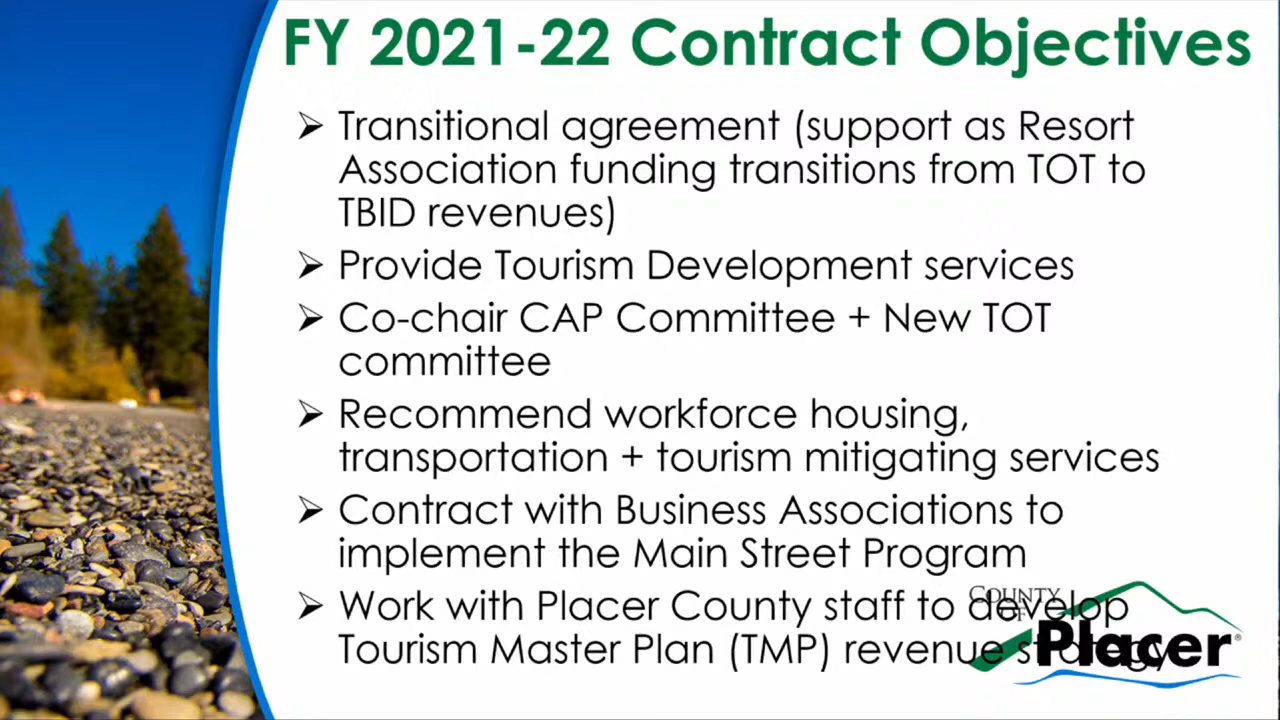 FY 2021-22 Contract Objectives
➢ Transitional agreement (support as Resort
Association funding transitions from TOT to
TBID revenues)
➢ Provide Tourism Development services
➢ Co-chair CAP Committee + New TOT
committee
➢ Recommend workforce housing,
transportation + tourism mitigating services
➢ Contract with Business Associations to
implement the Main Street Program
➢ Work with Placer County staff to develop
Tourism Master Plan (TMP) revenue strategy
COUNTY
OF
Placer®